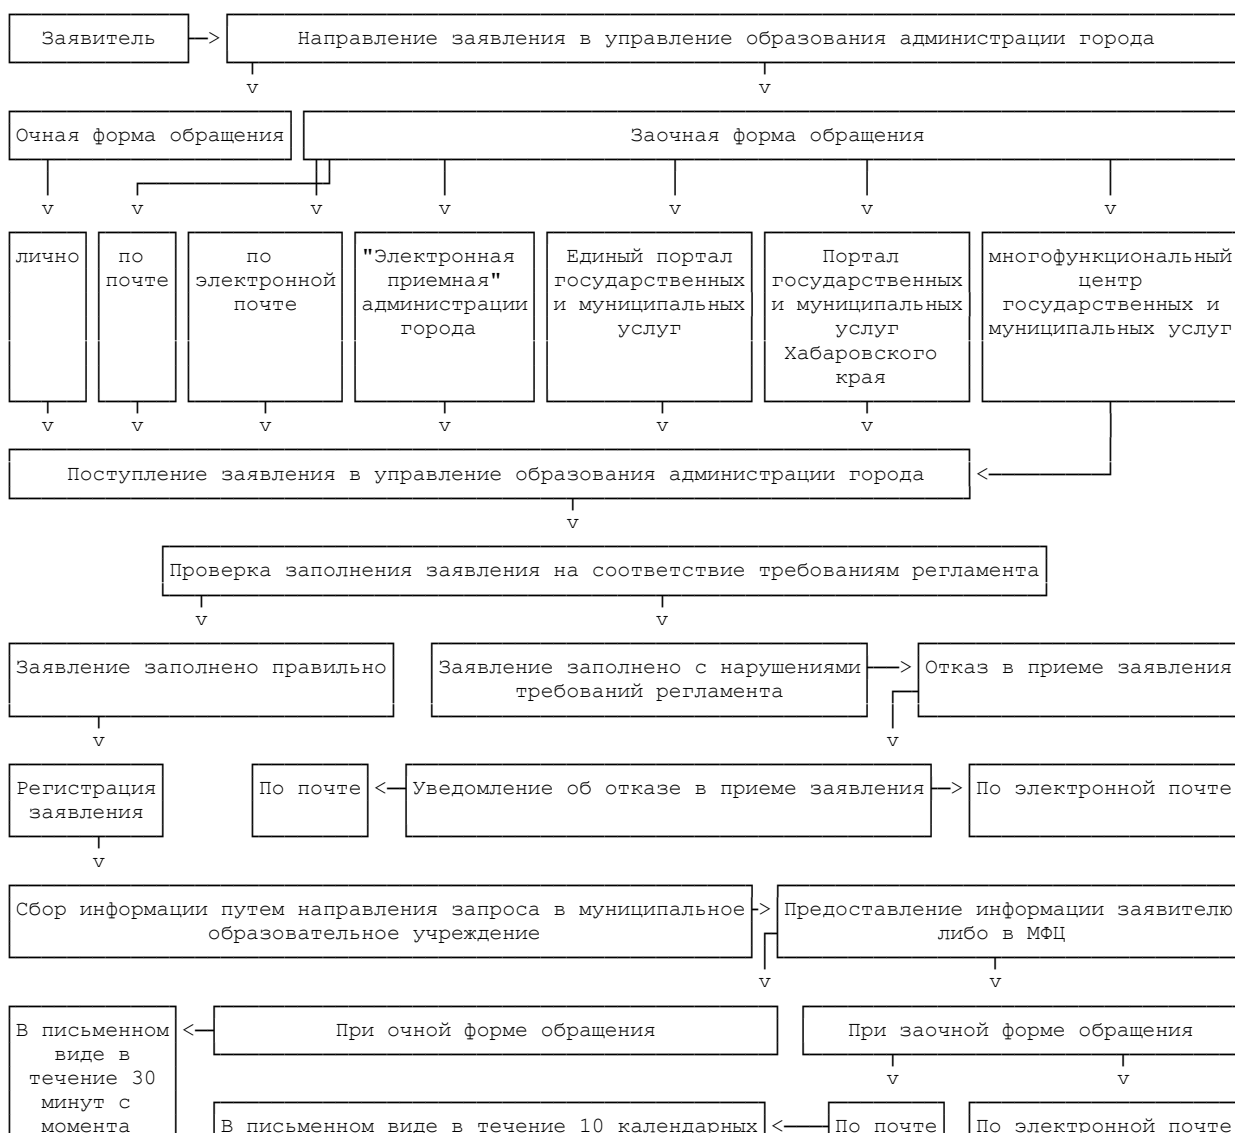 Заявитель
Направление заявления в управление образования администрации города
Очная форма обращения
Заочная форма обращения
лично
по
почте
по
электронной
почте
"Электронная
приемная"
администрации
города
Единый портал
государственных
и муниципальных
услуг
Портал
государственных
и муниципальных
услуг
Хабаровского
края
многофункциональный
центр
государственных и
муниципальных услуг
Поступление заявления в управление образования администрации города
Проверка заполнения заявления на соответствие требованиям регламента
Заявление заполнено правильно
Заявление заполнено с нарушениями
требований регламента
Отказ в приеме заявления
Регистрация
заявления
По почте
Уведомление об отказе в приеме заявления
По электронной почте
Сбор информации путем направления запроса в муниципальное
образовательное учреждение
Предоставление информации заявителю
либо в МФЦ
В письменном
виде в
течение 30
минут с
момента
При очной форме обращения
При заочной форме обращения
В письменном виде в течение 10 календарных
По почте
По электронной почте